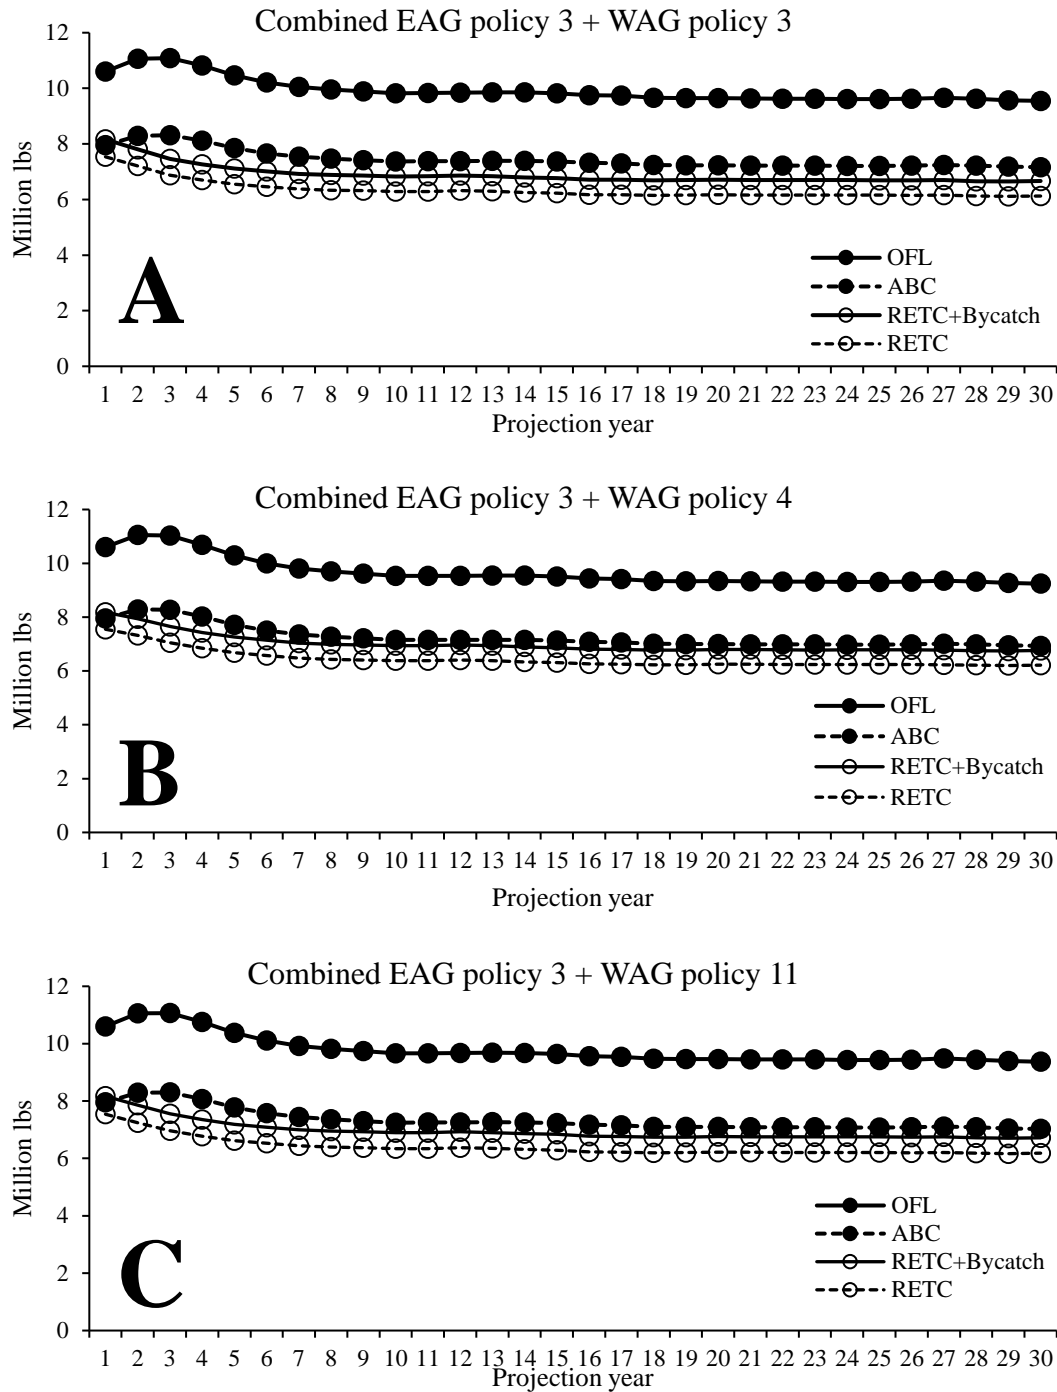 Combined EAG policy 3 + WAG policy 3
12
10
8
6
4
2
0
Million lbs
A
OFL
ABC
RETC+Bycatch
RETC
1 2 3 4 5 6 7 8 9 10 11 12 13 14 15 16 17 18 19 20 21 22 23 24 25 26 27 28 29 30
Projection year
Combined EAG policy 3 + WAG policy 4
12
10
8
6
4
2
0
Million lbs
B
OFL
ABC
RETC+Bycatch
RETC
1 2 3 4 5 6 7 8 9 10 11 12 13 14 15 16 17 18 19 20 21 22 23 24 25 26 27 28 29 30
Projection year
Combined EAG policy 3 + WAG policy 11
12
10
8
6
4
2
0
Million lbs
C
OFL
ABC
RETC+Bycatch
RETC
1 2 3 4 5 6 7 8 9 10 11 12 13 14 15 16 17 18 19 20 21 22 23 24 25 26 27 28 29 30
Projection year